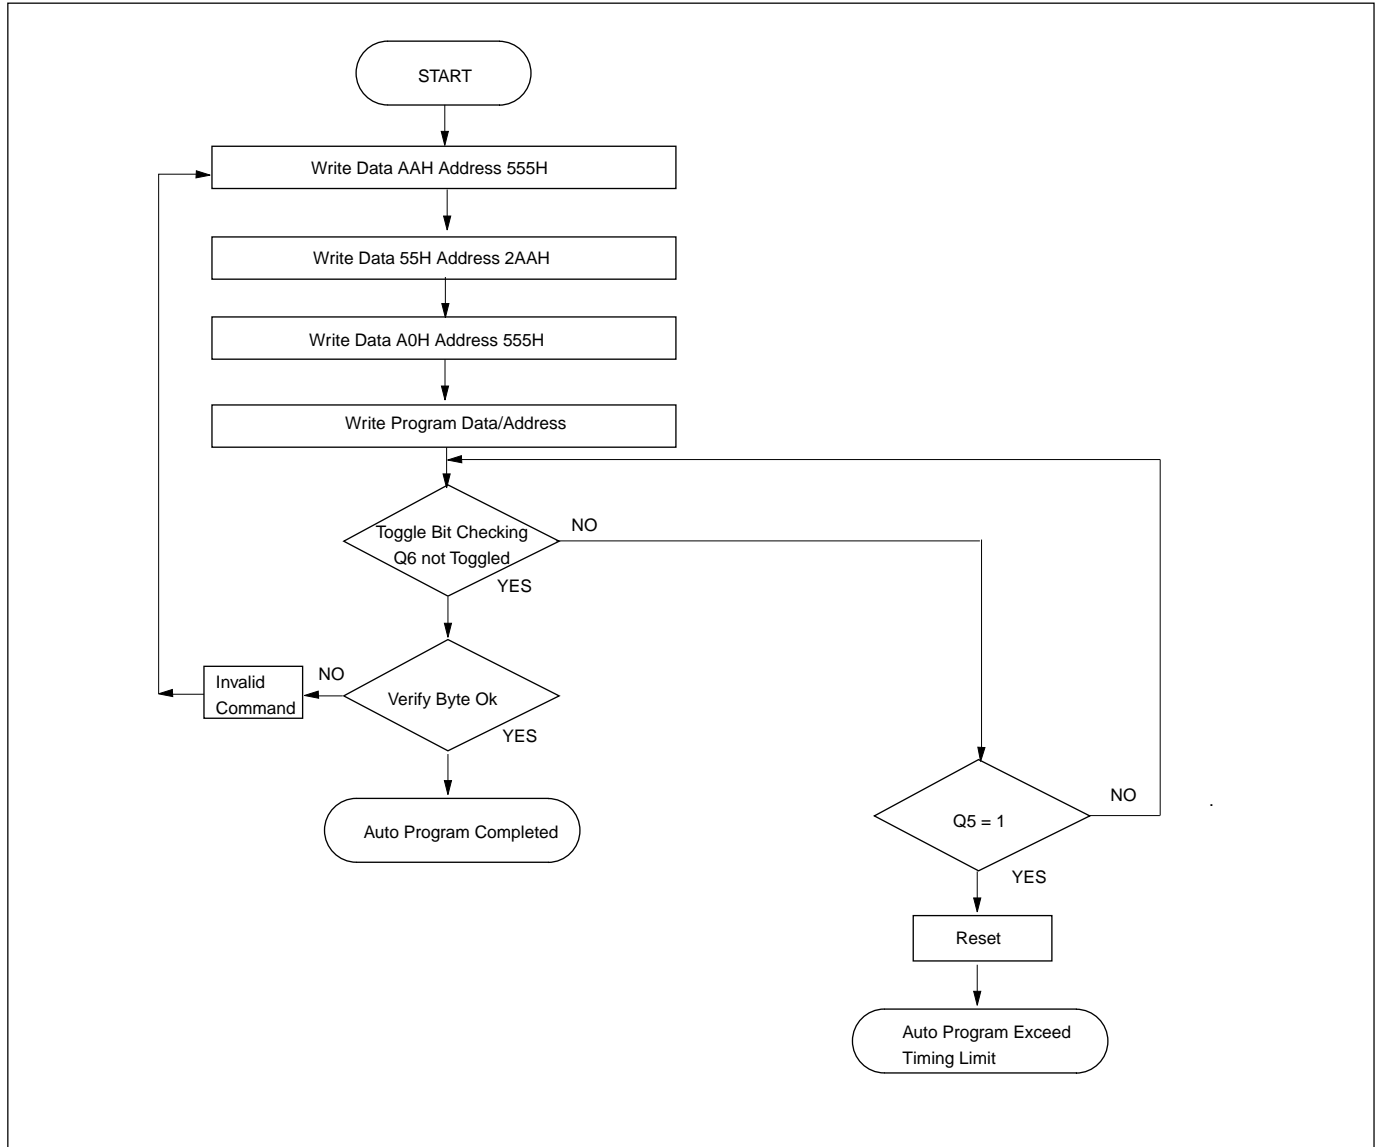 START
Write Data AAH Address 555H
Write Data 55H Address 2AAH
Write Data A0H Address 555H
Write Program Data/Address
Toggle Bit Checking
Q6 not Toggled
NO
YES
Invalid
Command
NO
Verify Byte Ok
YES
Auto Program Completed
Q5 = 1
NO
.
YES
Reset
Auto Program Exceed
Timing Limit